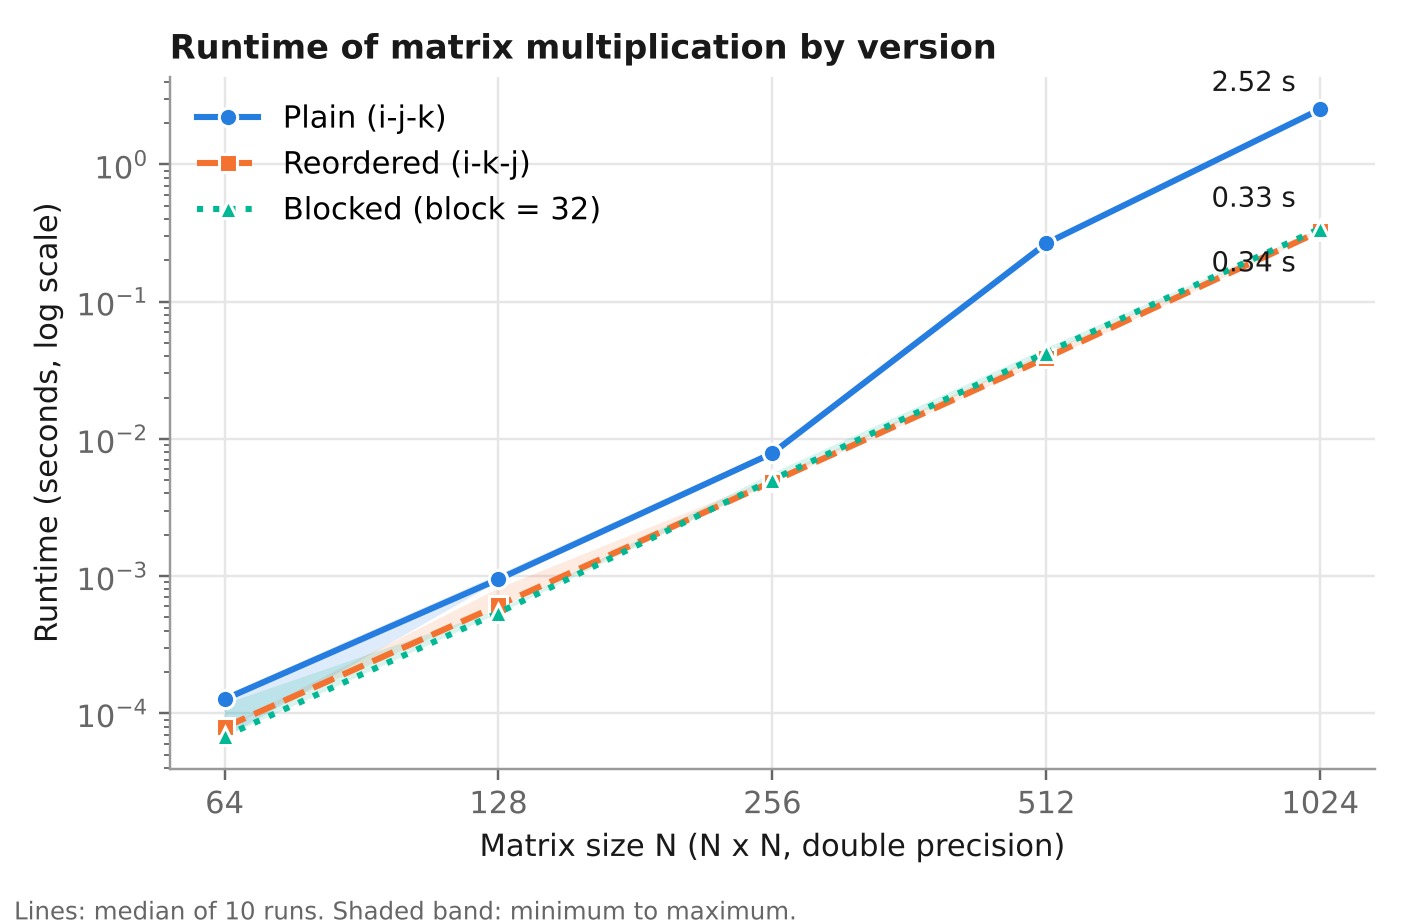 Runtime of matrix multiplication by version
2.52 s
Plain (i-j-k)
Reordered (i-k-j)
Blocked (block = 32)
0.33 s
0.34 s
10⁰
10⁻¹
10⁻²
10⁻³
10⁻⁴
Runtime (seconds, log scale)
64 128 256 512 1024
Matrix size N (N x N, double precision)
Lines: median of 10 runs. Shaded band: minimum to maximum.